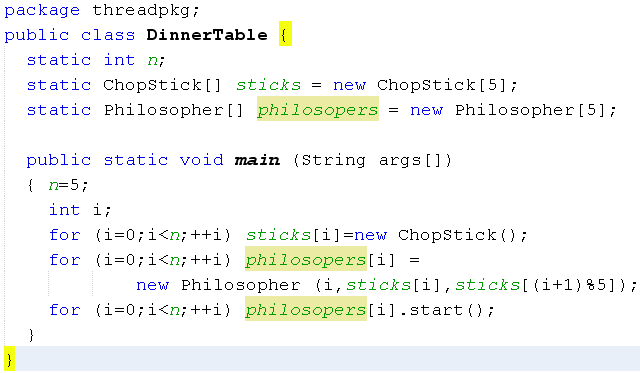 package threadpkg;
public class DinnerTable {
static int n;
static ChopStick[] sticks = new ChopStick[5];
static Philosopher[] philosopers = new Philosopher[5];
public static void main (String args[])
{ n=5;
int i;
for (i=0;i<n;++i) sticks[i]=new ChopStick();
for (i=0;i<n;++i) philosopers[i] =
new Philosopher (i,sticks[i],sticks[(i+1)%5]);
for (i=0;i<n;++i) philosopers[i].start();
}
}